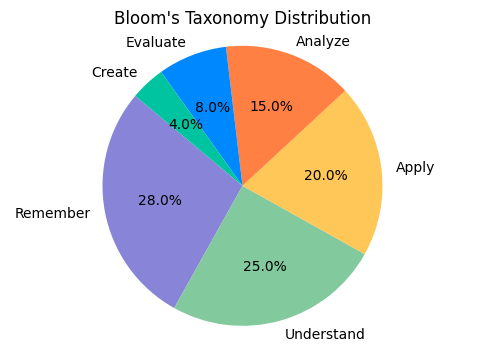 Bloom's Taxonomy Distribution
Evaluate
Analyze
Create
8.0%
15.0%
4.0%
Apply
20.0%
Remember
28.0%
25.0%
Understand